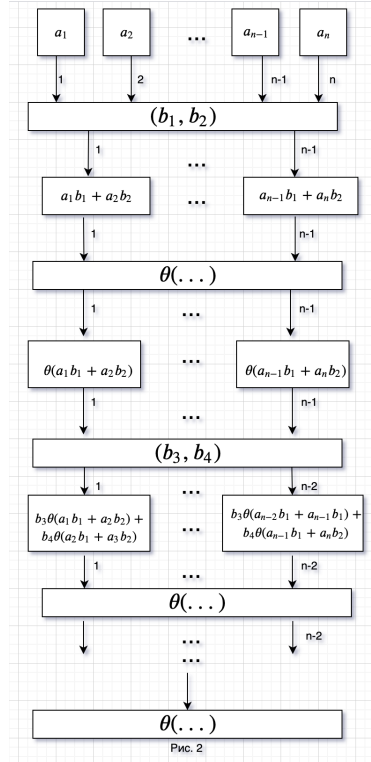 a₁ a₂ ... aₙ₋₁ aₙ
1 2 n-1 n
(b₁, b₂)
1 ... n-1
a₁b₁ + a₂b₂ ... aₙ₋₁b₁ + aₙb₂
1 n-1
θ(...)
1 ... n-1
θ(a₁b₁ + a₂b₂) ... θ(aₙ₋₁b₁ + aₙb₂)
1 ... n-1
(b₃, b₄)
1 ... n-2
b₃θ(a₁b₁ + a₂b₂) + ... b₃θ(aₙ₋₂b₁ + aₙ₋₁b₁) +
b₄θ(a₂b₁ + a₃b₂) b₄θ(aₙ₋₁b₁ + aₙb₂)
1 ... n-2
θ(...)
... n-2
...
θ(...)
Рис. 2